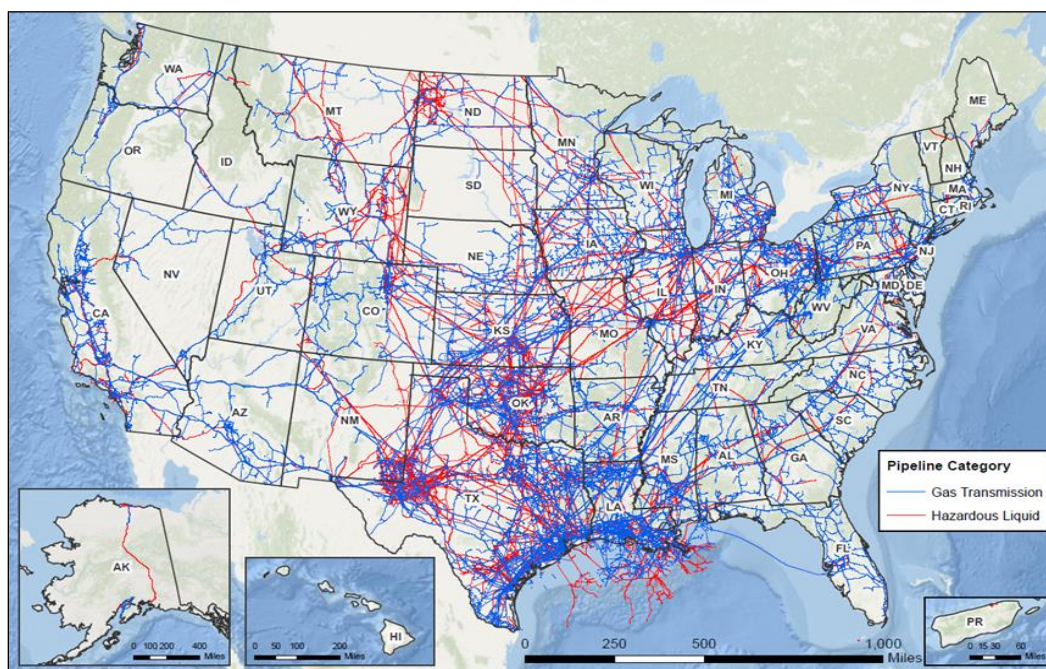 WA
MT
ND
MN
ME
OR
ID
SD
WI
MI
VT
NH
NY
MA
CT
RI
WY
IA
NE
PA
NJ
OH
IL
IN
NV
UT
CO
KS
MO
WV
MD
DE
VA
KY
CA
NC
TN
OK
AR
SC
AZ
NM
MS
AL
GA
TX
LA
FL
Pipeline Category
Gas Transmission
Hazardous Liquid
AK
0 100 200 400
Miles
HI
0 50 100 200
Miles
0 250 500 1,000
Miles
PR
0 15 30 60
Miles